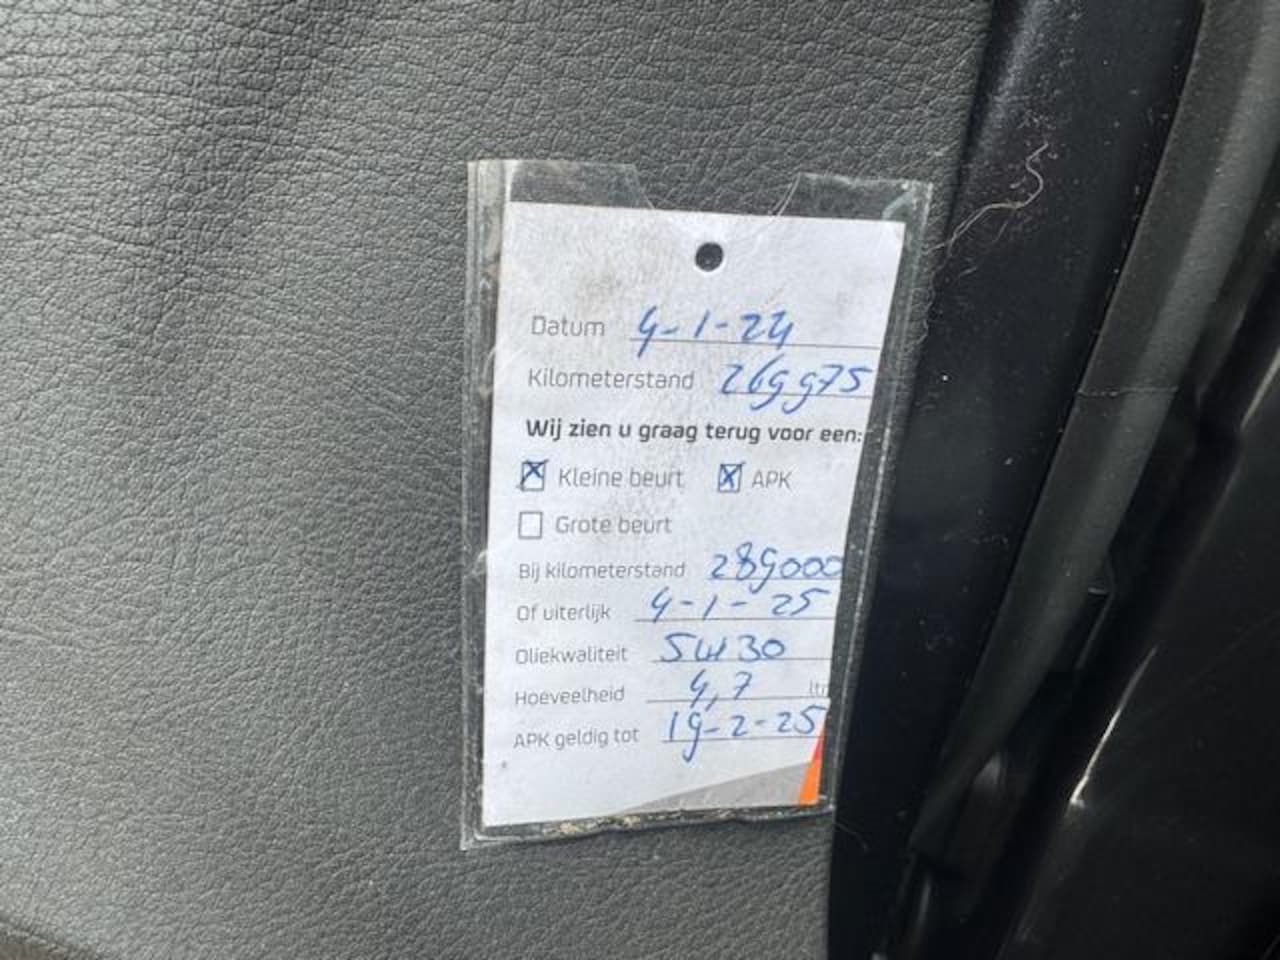 Datum 4-1-24
Kilometerstand 269975
Wij zien u graag terug voor een:
Kleine beurt APK
Grote beurt
Bij kilometerstand 289000
Of uiterlijk 4-1-25
Oliekwaliteit 5W30
Hoeveelheid 4,7 ltr
APK geldig tot 19-2-25